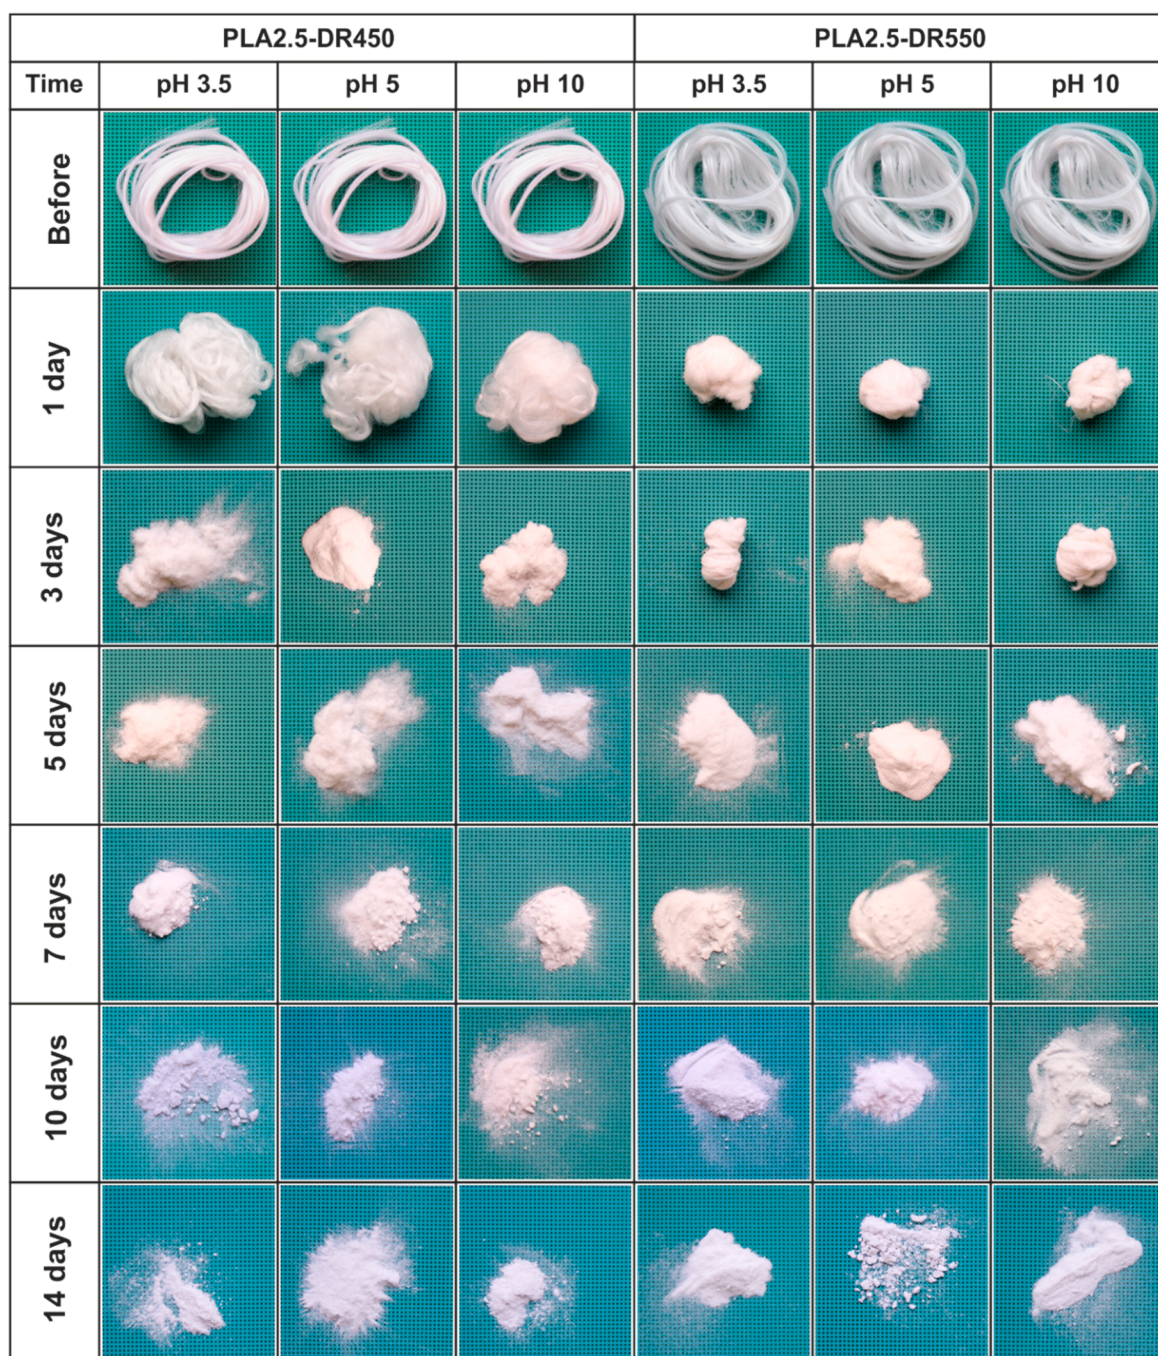 PLA2.5-DR450 PLA2.5-DR550
Time pH 3.5 pH 5 pH 10 pH 3.5 pH 5 pH 10
Before
1 day
3 days
5 days
7 days
10 days
14 days